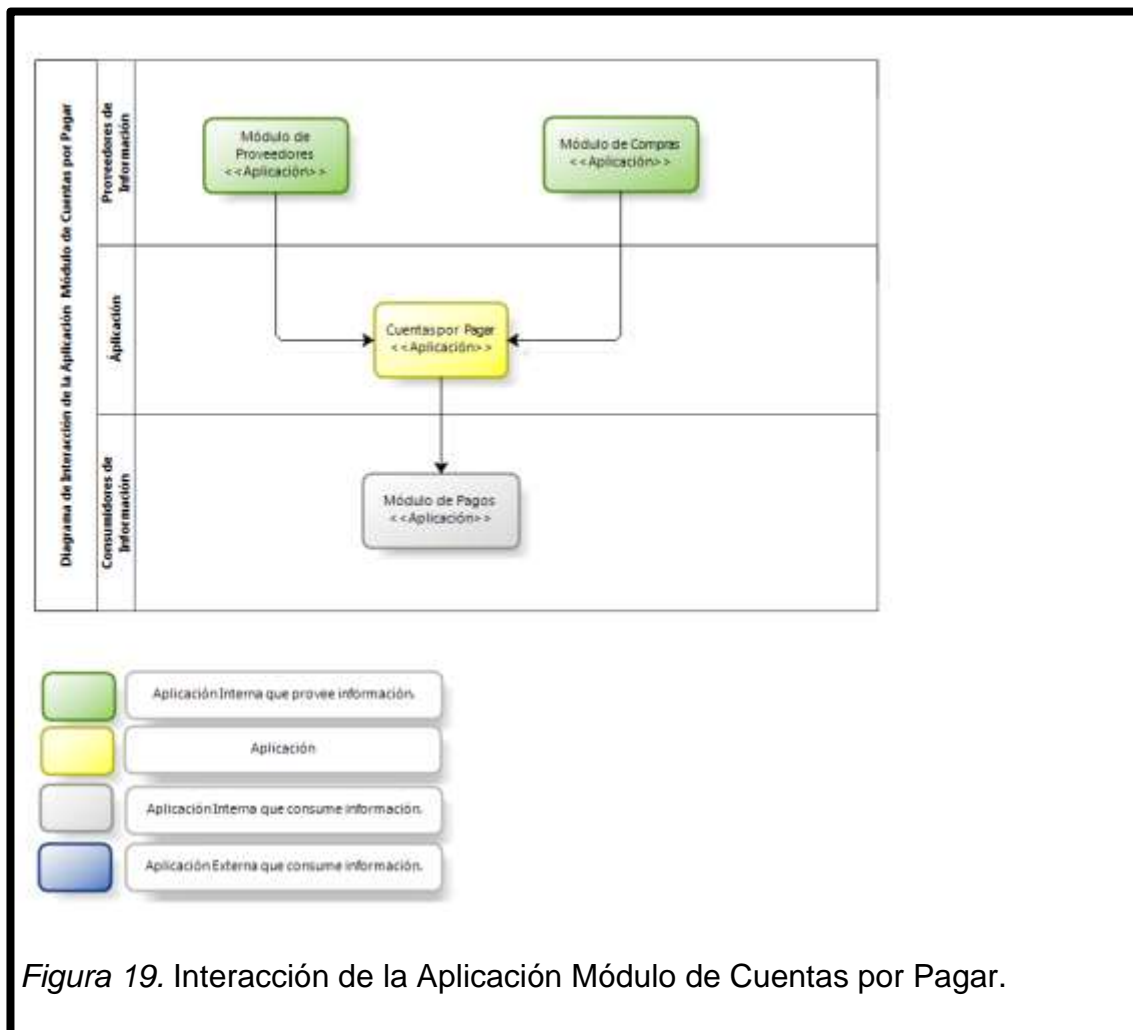 Diagrama de Interacción de la Aplicación Módulo de Cuentas por Pagar
Proveedores de
Información
Módulo de
Proveedores
<<Aplicación>>
Módulo de Compras
<<Aplicación>>
Áplicación
Cuentas por Pagar
<<Aplicación>>
Consumidores de
Información
Módulo de Pagos
<<Aplicación>>
Aplicación Interna que provee información.
Aplicación
Aplicación Interna que consume información.
Aplicación Externa que consume información.
Figura 19. Interacción de la Aplicación Módulo de Cuentas por Pagar.